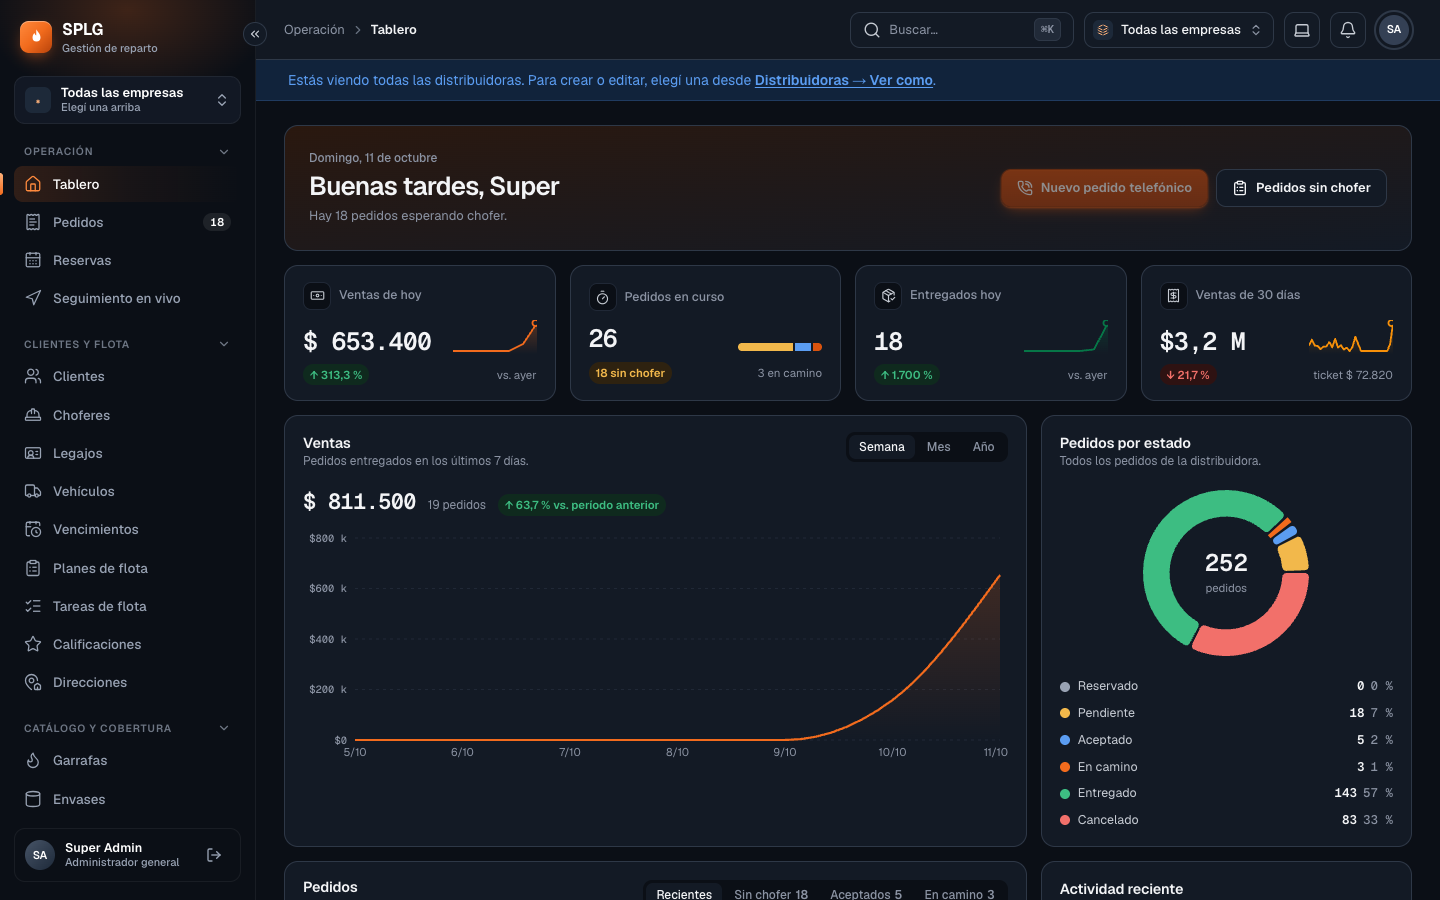 SPLG
Gestión de reparto
Todas las empresas
Elegí una arriba
OPERACIÓN
Tablero
Pedidos 18
Reservas
Seguimiento en vivo
CLIENTES Y FLOTA
Clientes
Choferes
Legajos
Vehículos
Vencimientos
Planes de flota
Tareas de flota
Calificaciones
Direcciones
CATÁLOGO Y COBERTURA
Garrafas
Envases
SA
Super Admin
Administrador general
Operación > Tablero
Buscar... ⌘K
Todas las empresas
SA
Estás viendo todas las distribuidoras. Para crear o editar, elegí una desde Distribuidoras → Ver como.
Domingo, 11 de octubre
Buenas tardes, Super
Hay 18 pedidos esperando chofer.
Nuevo pedido telefónico
Pedidos sin chofer
Ventas de hoy
$ 653.400
↑ 313,3 % vs. ayer
Pedidos en curso
26
18 sin chofer 3 en camino
Entregados hoy
18
↑ 1.700 % vs. ayer
Ventas de 30 días
$3,2 M
↓ 21,7 % ticket $ 72.820
Ventas
Pedidos entregados en los últimos 7 días.
Semana Mes Año
$ 811.500 19 pedidos ↑ 63,7 % vs. período anterior
$800 k
$600 k
$400 k
$200 k
$0
5/10 6/10 7/10 8/10 9/10 10/10 11/10
Pedidos por estado
Todos los pedidos de la distribuidora.
252
pedidos
Reservado 0 0 %
Pendiente 18 7 %
Aceptado 5 2 %
En camino 3 1 %
Entregado 143 57 %
Cancelado 83 33 %
Pedidos
Recientes Sin chofer 18 Aceptados 5 En camino 3
Actividad reciente